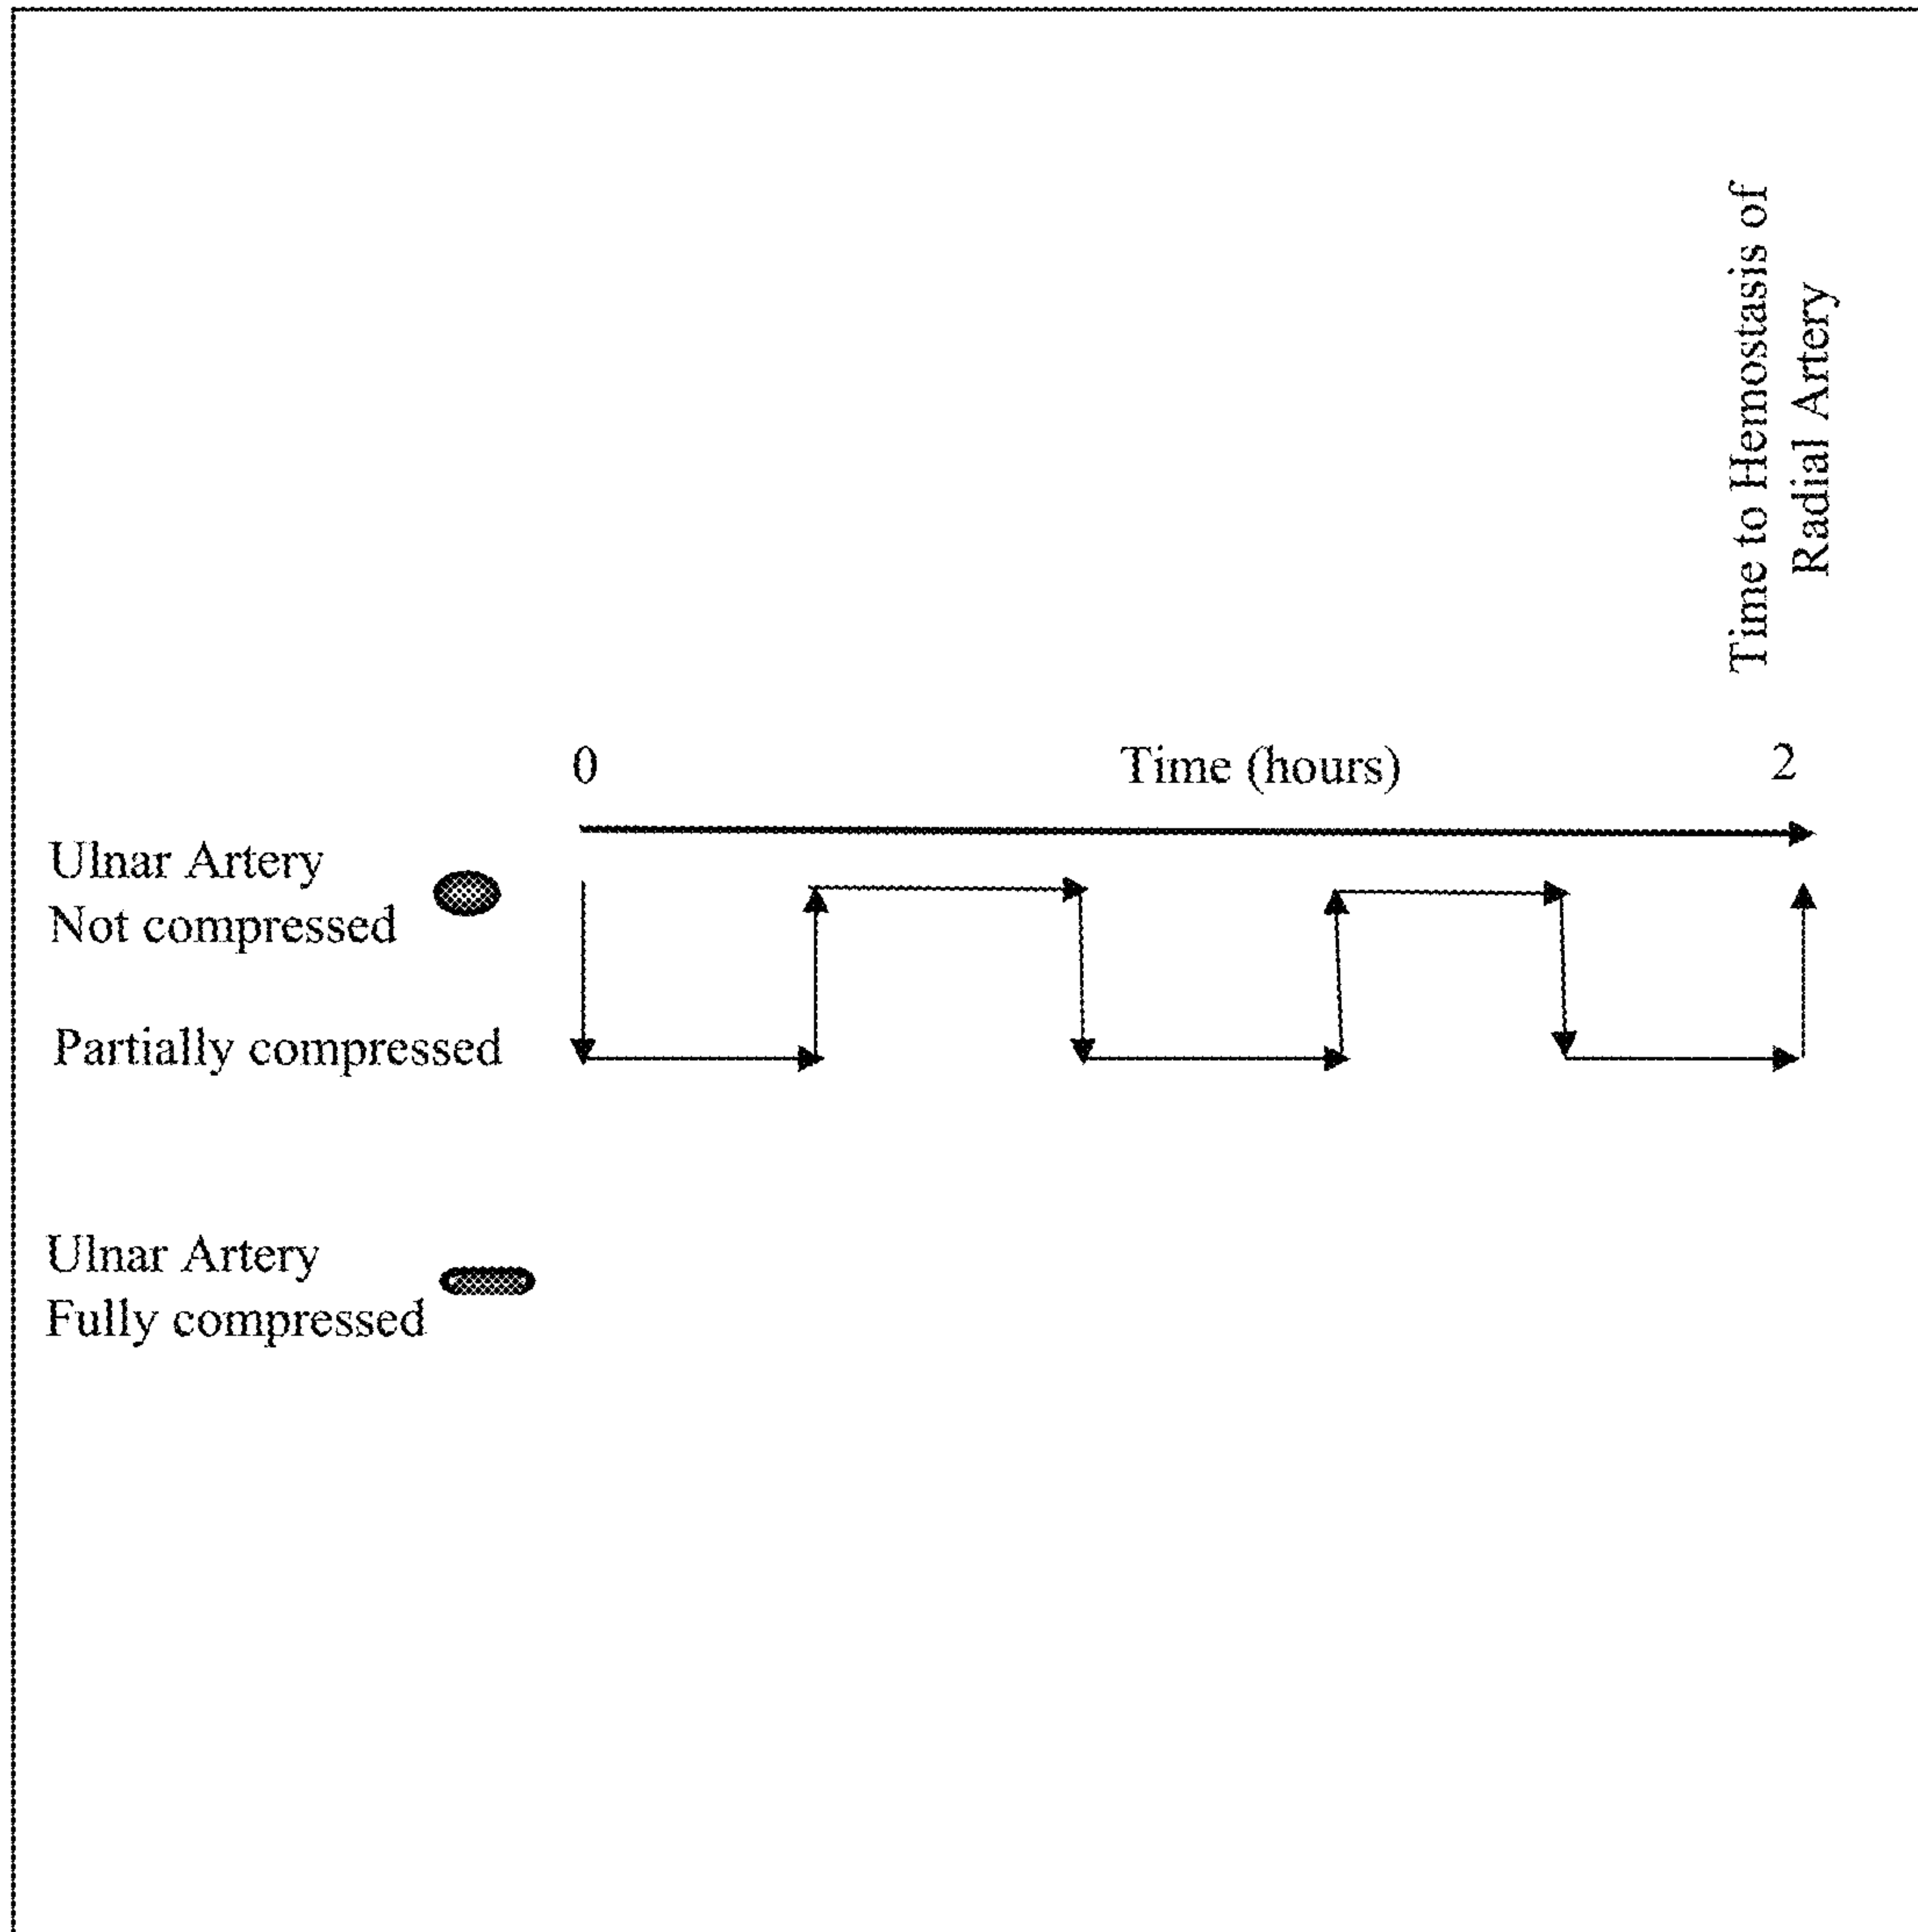 Time to Hemostasis of
Radial Artery
0
Time (hours)
2
Ulnar Artery
Not compressed
Partially compressed
Ulnar Artery
Fully compressed